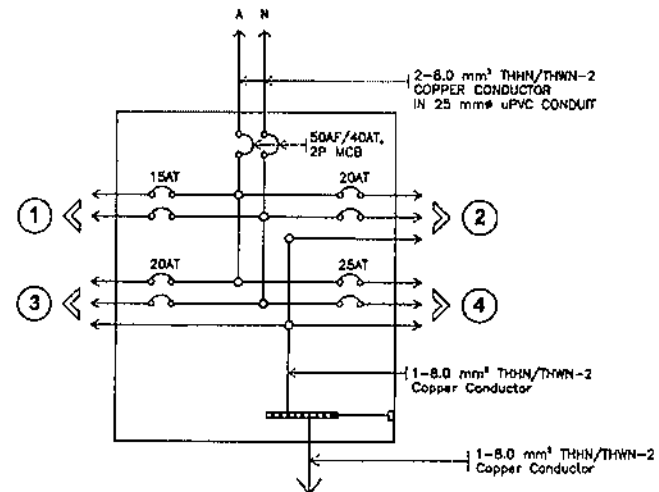 A N
2-8.0 mm² THHN/THWN-2
COPPER CONDUCTOR
IN 25 mmø uPVC CONDUIT
50AF/40AT,
2P MCB
15AT
20AT
1
2
20AT
25AT
3
4
1-8.0 mm² THHN/THWN-2
Copper Conductor
1-8.0 mm² THHN/THWN-2
Copper Conductor